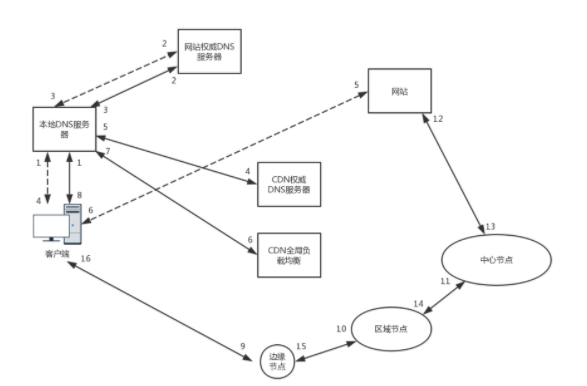 2
网站权威DNS
服务器
2
3
3
本地DNS服务
器
5
7
1
1
4
8
6
客户端
16
4
CDN权威
DNS服务器
6
CDN全局负
载均衡
5
网站
12
13
中心节点
11
14
区域节点
10
15
9
边缘
节点